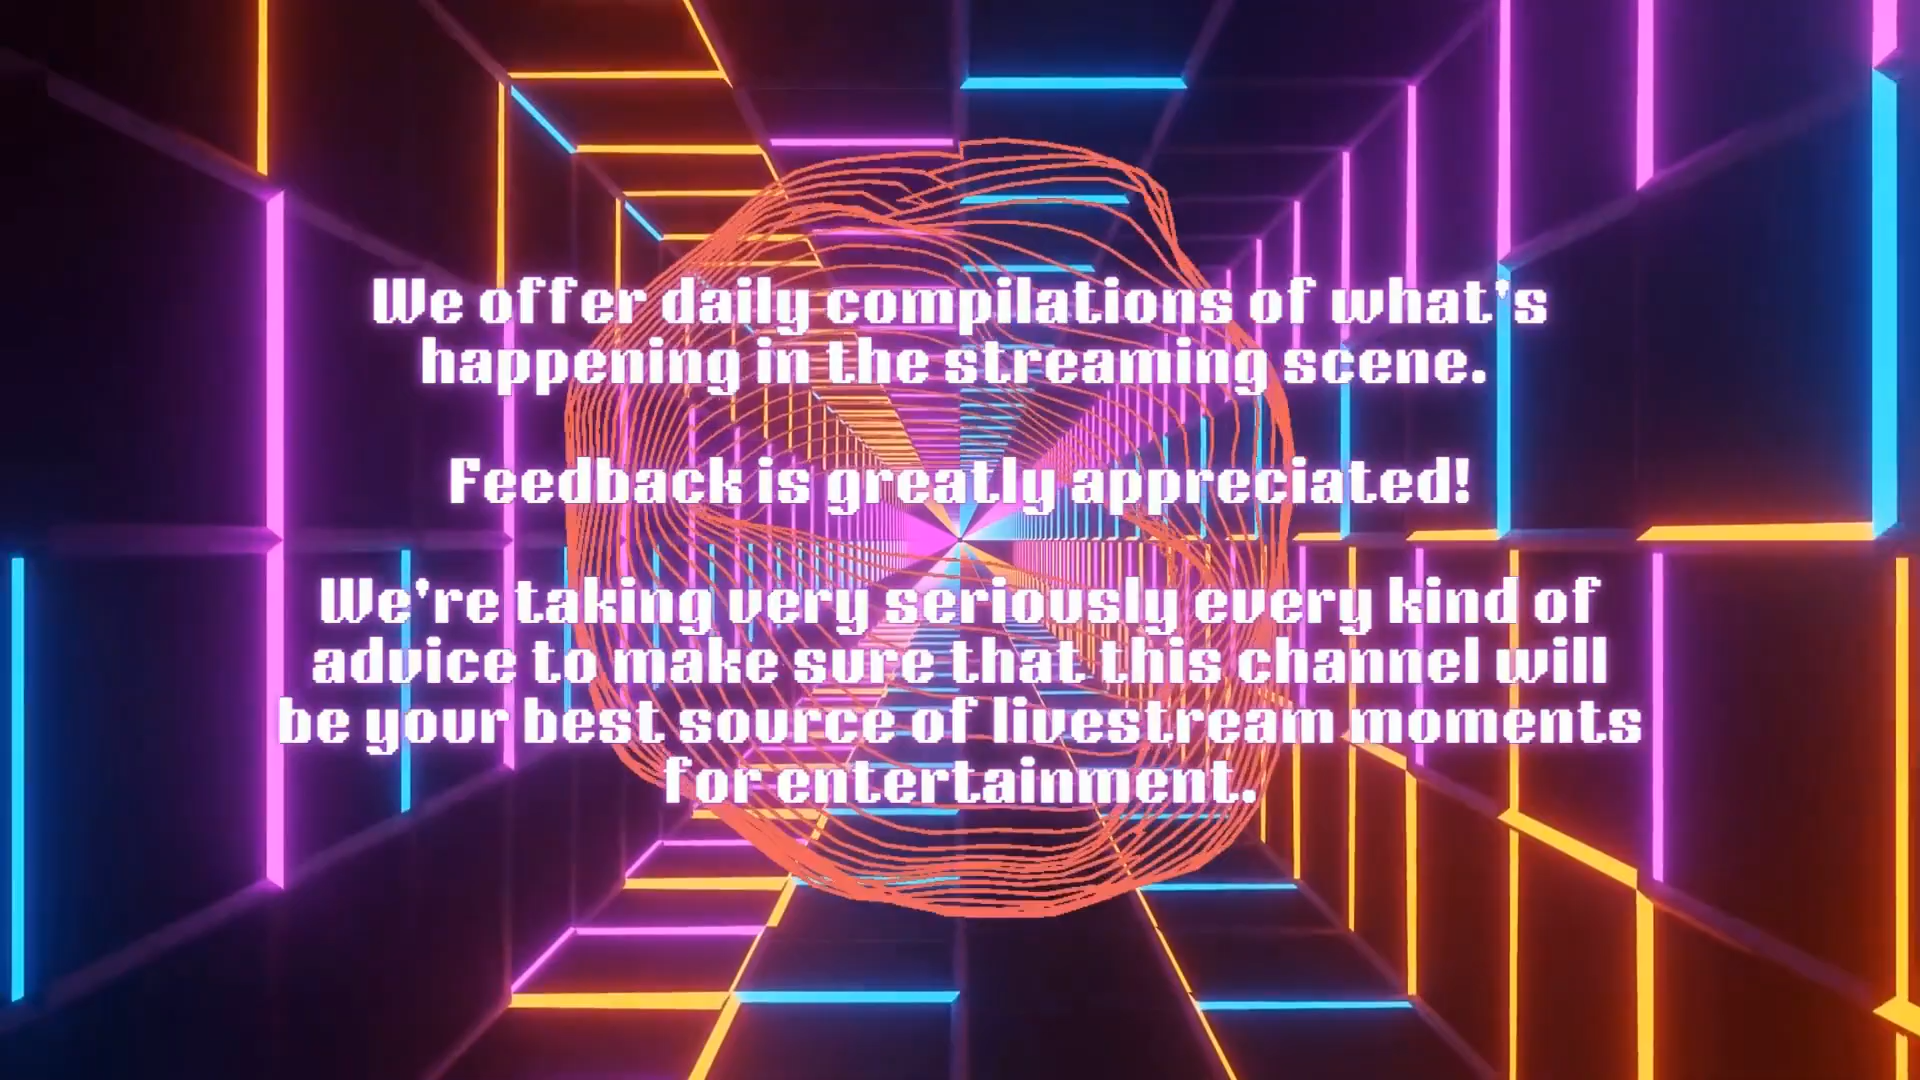 We offer daily compilations of what's
happening in the streaming scene.
Feedback is greatly appreciated!
We're taking very seriously every kind of
advice to make sure that this channel will
be your best source of livestream moments
for entertainment.